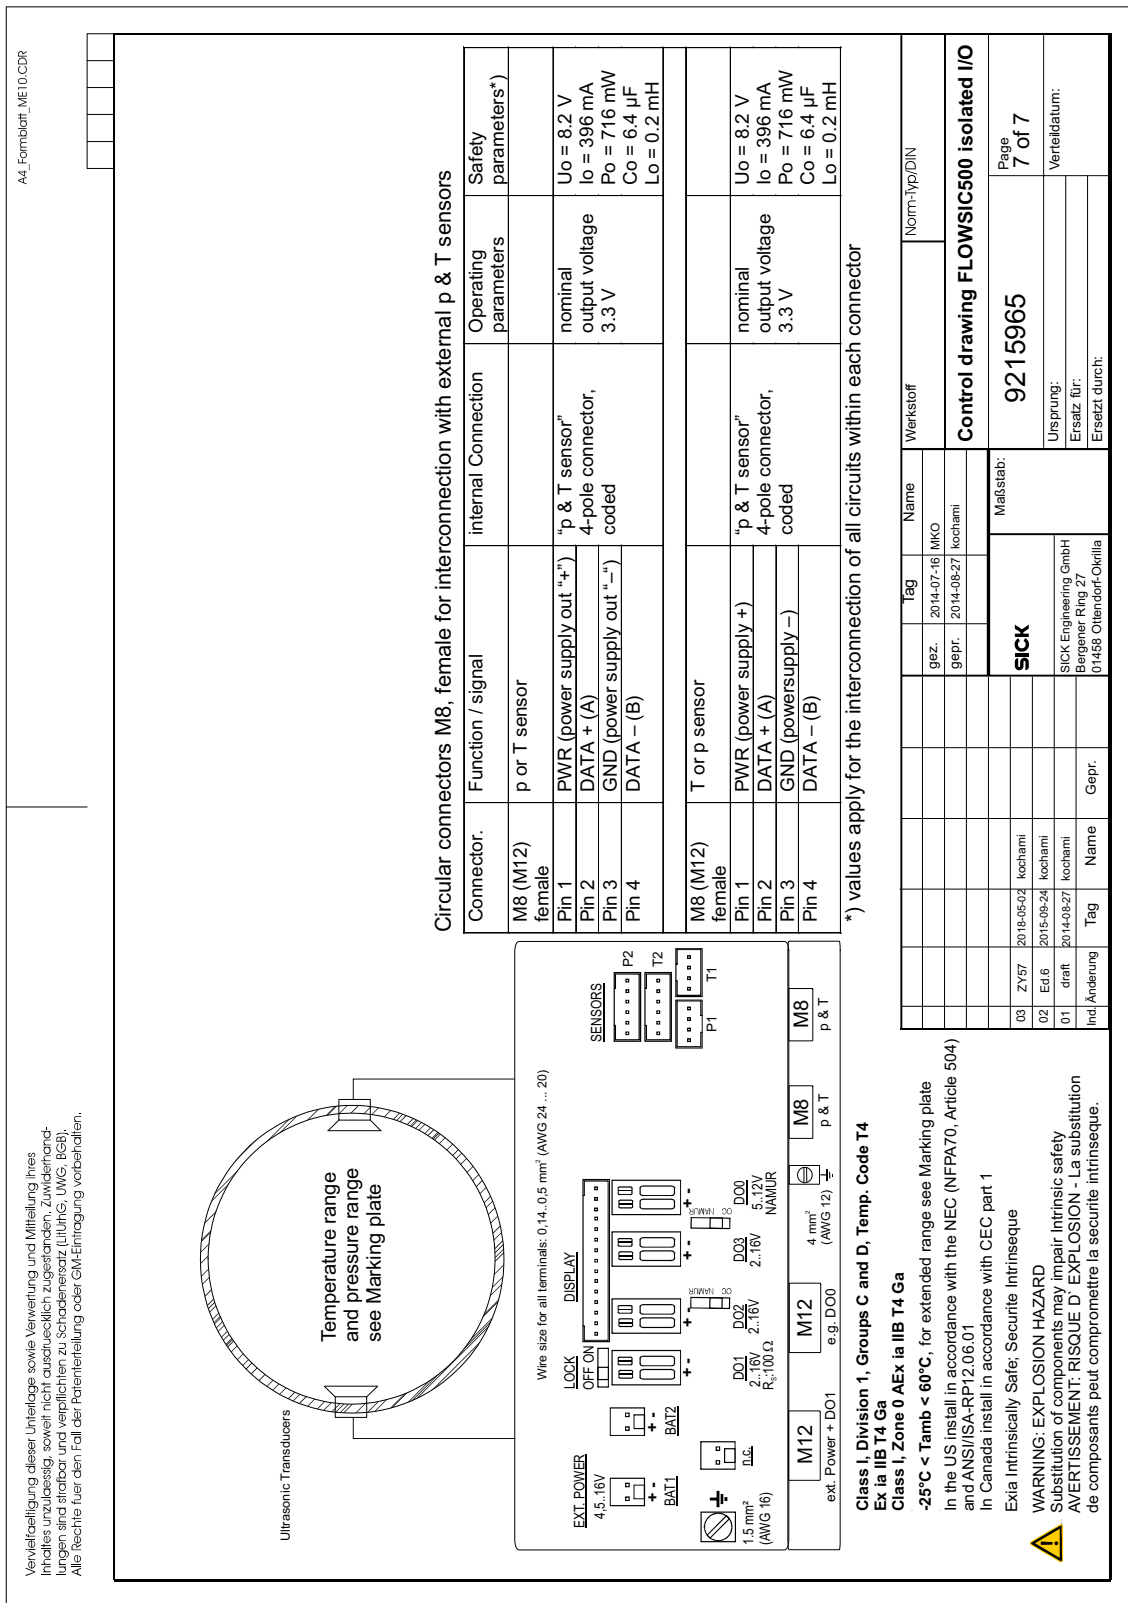 Vervielfaeltigung dieser Unterlage sowie Verwertung und Mitteilung ihres
Inhaltes unzulaessig, soweit nicht ausdruecklich zugestanden. Zuwiderhand-
lungen sind strafbar und verpflichten zu Schadenersatz (LitUrhG, UWG, BGB).
Alle Rechte fuer den Fall der Patenterteilung oder GM-Eintragung vorbehalten.
A4_Formblatt_ME10.CDR
Ultrasonic Transducers
Temperature range
and pressure range
see Marking plate
Wire size for all terminals: 0,14..0,5 mm² (AWG 24 ... 20)
EXT. POWER
4,5..16V
LOCK
OFF ON
DISPLAY
SENSORS
+ -
BAT1
+ -
BAT2
n.c.
1.5 mm²
(AWG 16)
+ -
DO1
2..16V
Rs:100 Ω
+ -
DO2
2..16V
OC NAMUR
+ -
DO3
2..16V
OC NAMUR
+ -
DO0
5..12V
NAMUR
P2
T2
P1
T1
M12
ext. Power + DO1
M12
e.g. DO0
4 mm²
(AWG 12)
M8
p & T
M8
p & T
Circular connectors M8, female for interconnection with external p & T sensors
Connector. Function / signal internal Connection Operating parameters Safety parameters*)
M8 (M12) female p or T sensor
Pin 1 PWR (power supply out “+”)
Pin 2 DATA + (A)
Pin 3 GND (power supply out “–“)
Pin 4 DATA – (B)
“p & T sensor”
4-pole connector,
coded
nominal
output voltage
3.3 V
Uo = 8.2 V
Io = 396 mA
Po = 716 mW
Co = 6.4 µF
Lo = 0.2 mH
M8 (M12) female T or p sensor
Pin 1 PWR (power supply +)
Pin 2 DATA + (A)
Pin 3 GND (powersupply –)
Pin 4 DATA – (B)
“p & T sensor”
4-pole connector,
coded
nominal
output voltage
3.3 V
Uo = 8.2 V
Io = 396 mA
Po = 716 mW
Co = 6.4 µF
Lo = 0.2 mH
*) values apply for the interconnection of all circuits within each connector
Class I, Division 1, Groups C and D, Temp. Code T4
Ex ia IIB T4 Ga
Class I, Zone 0 AEx ia IIB T4 Ga
-25°C < Tamb < 60°C, for extended range see Marking plate
In the US install in accordance with the NEC (NFPA70, Article 504)
and ANSI/ISA-RP12.06.01
In Canada install in accordance with CEC part 1
Exia Intrinsically Safe; Securite Intrinseque
WARNING: EXPLOSION HAZARD
Substitution of components may impair Intrinsic safety
AVERTISSEMENT: RISQUE D` EXPLOSION - La substitution
de composants peut compromettre la securite intrinseque.
03 ZY57 2018-05-02 kochami
02 Ed.6 2015-09-24 kochami
01 draft 2014-08-27 kochami
Ind. Änderung Tag Name Gepr.
Tag Name
gez. 2014-07-16 MKO
gepr. 2014-08-27 kochami
SICK
Maßstab:
SICK Engineering GmbH
Bergener Ring 27
01458 Ottendorf-Okrilla
Werkstoff
Norm-Typ/DIN
Control drawing FLOWSIC500 isolated I/O
9215965
Page
7 of 7
Ursprung:
Ersatz für:
Ersetzt durch:
Verteildatum: